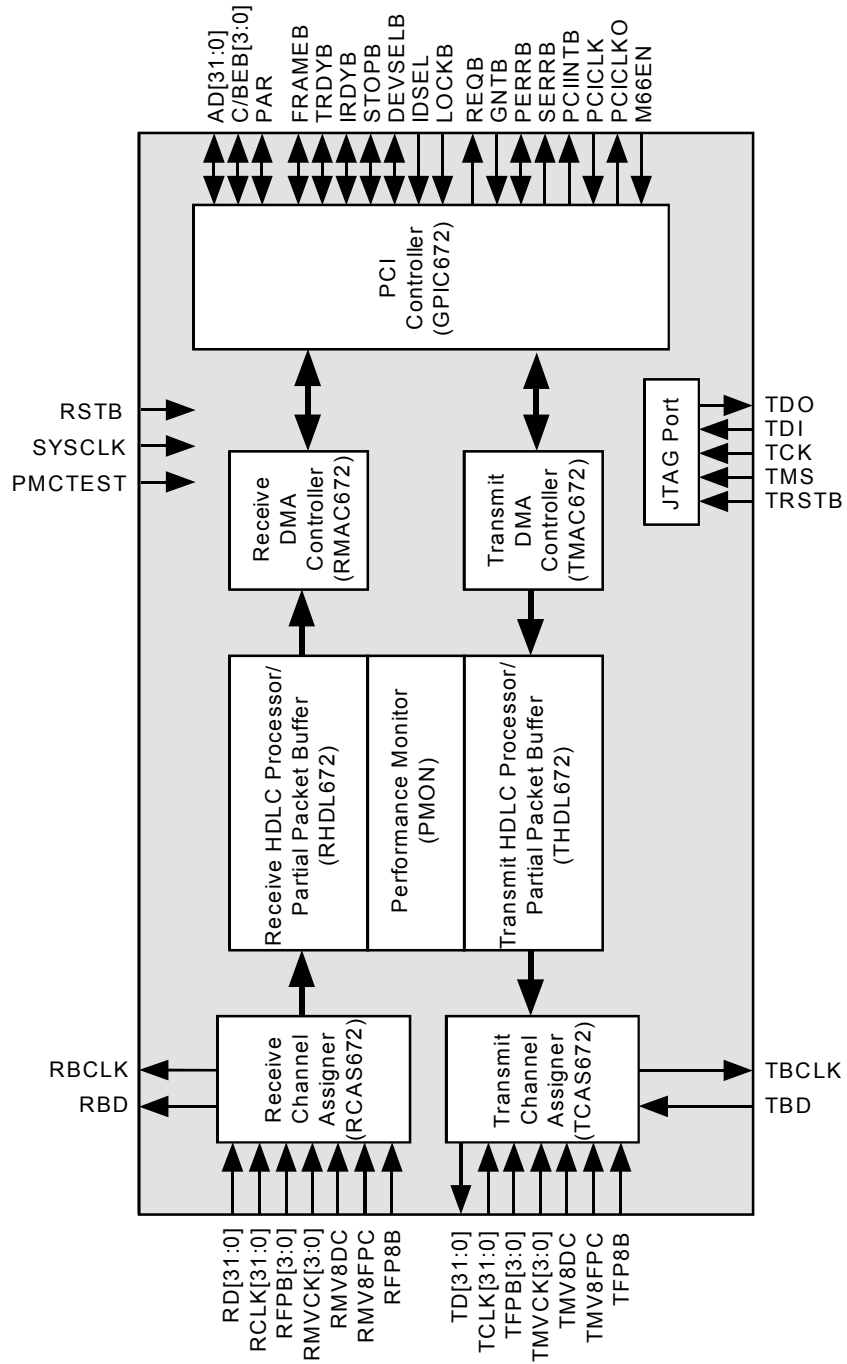 AD[31:0]
C/BEB[3:0]
PAR
FRAMEB
TRDYB
IRDYB
STOPB
DEVSELB
IDSEL
LOCKB
REQB
GNTB
PERRB
SERRB
PCIINTB
PCICLK
PCICLKO
M66EN
PCI
Controller
(GPIC672)
RSTB
SYSCLK
PMCTEST
Receive
DMA
Controller
(RMAC672)
Transmit
DMA
Controller
(TMAC672)
JTAG Port
TDO
TDI
TCK
TMS
TRSTB
Receive HDLC Processor/
Partial Packet Buffer
(RHDL672)
Performance Monitor
(PMON)
Transmit HDLC Processor/
Partial Packet Buffer
(THDL672)
RBCLK
RBD
Receive
Channel
Assigner
(RCAS672)
Transmit
Channel
Assigner
(TCAS672)
TBCLK
TBD
RD[31:0]
RCLK[31:0]
RFPB[3:0]
RMVCK[3:0]
RMV8DC
RMV8FPC
RFP8B
TD[31:0]
TCLK[31:0]
TFPB[3:0]
TMVCK[3:0]
TMV8DC
TMV8FPC
TFP8B